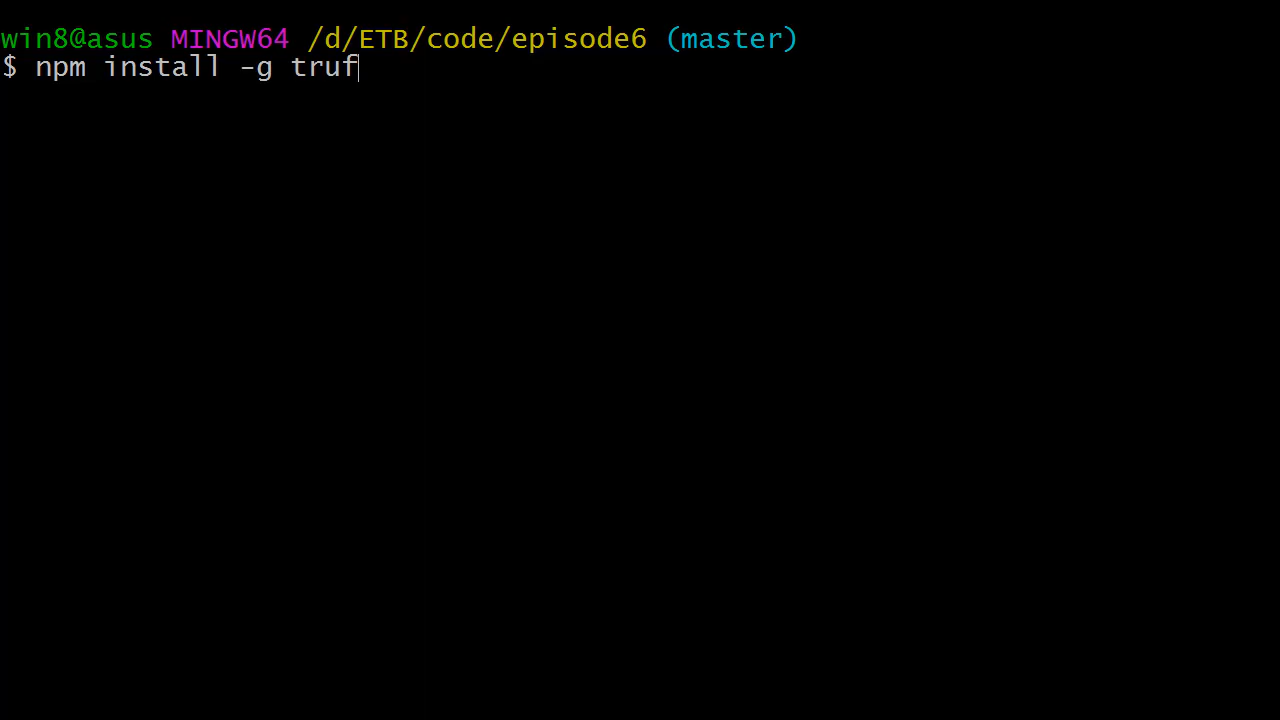 win8@asus MINGW64 /d/ETB/code/episode6 (master)
$ npm install -g truf